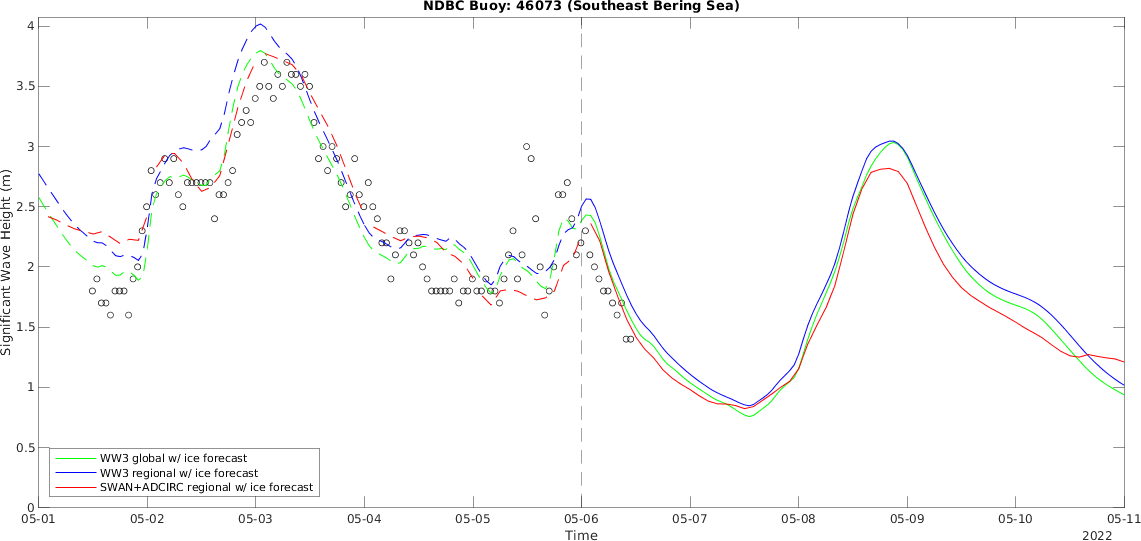 NDBC Buoy: 46073 (Southeast Bering Sea)
Significant Wave Height (m)
4
3.5
3
2.5
2
1.5
1
0.5
0
WW3 global w/ ice forecast
WW3 regional w/ ice forecast
SWAN+ADCIRC regional w/ ice forecast
05-01 05-02 05-03 05-04 05-05 05-06 05-07 05-08 05-09 05-10 05-11
Time
2022